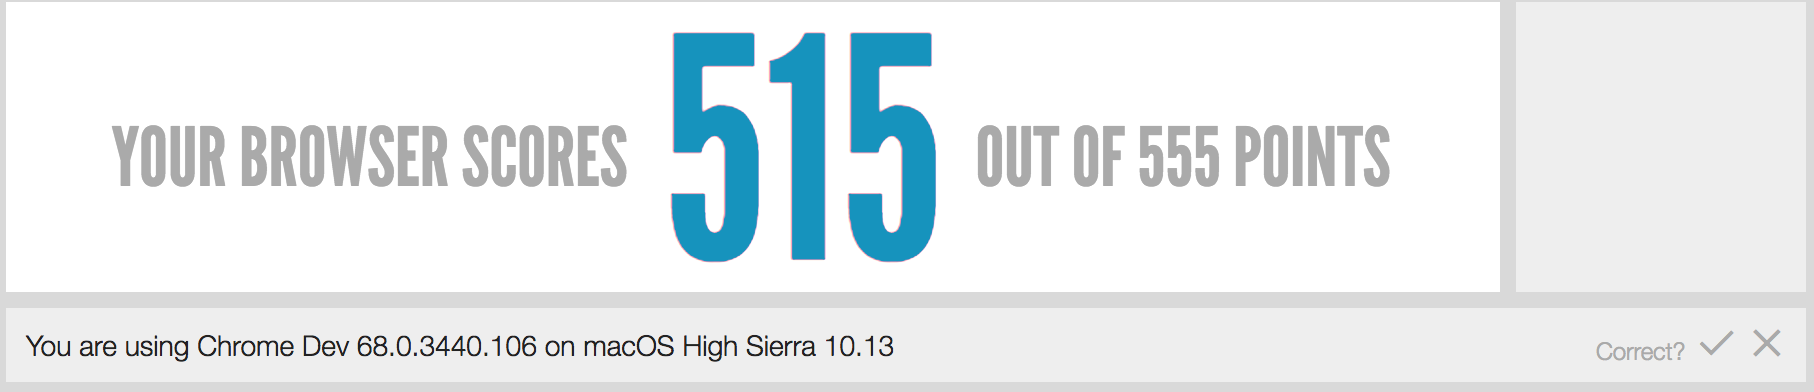 YOUR BROWSER SCORES 515 OUT OF 555 POINTS
You are using Chrome Dev 68.0.3440.106 on macOS High Sierra 10.13
Correct?